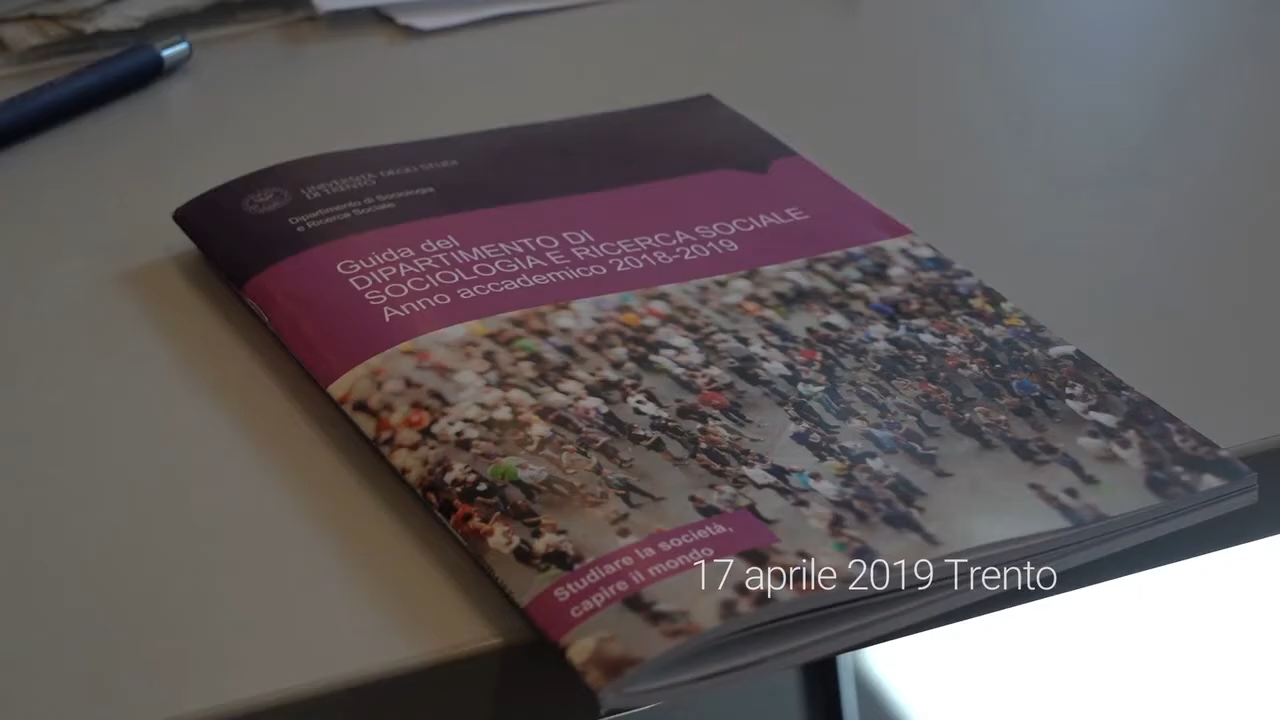 UNIVERSITÀ DEGLI STUDI
DI TRENTO
Dipartimento di Sociologia
e Ricerca Sociale
Guida del
DIPARTIMENTO DI
SOCIOLOGIA E RICERCA SOCIALE
Anno accademico 2018-2019
Studiare la società,
capire il mondo
17 aprile 2019 Trento